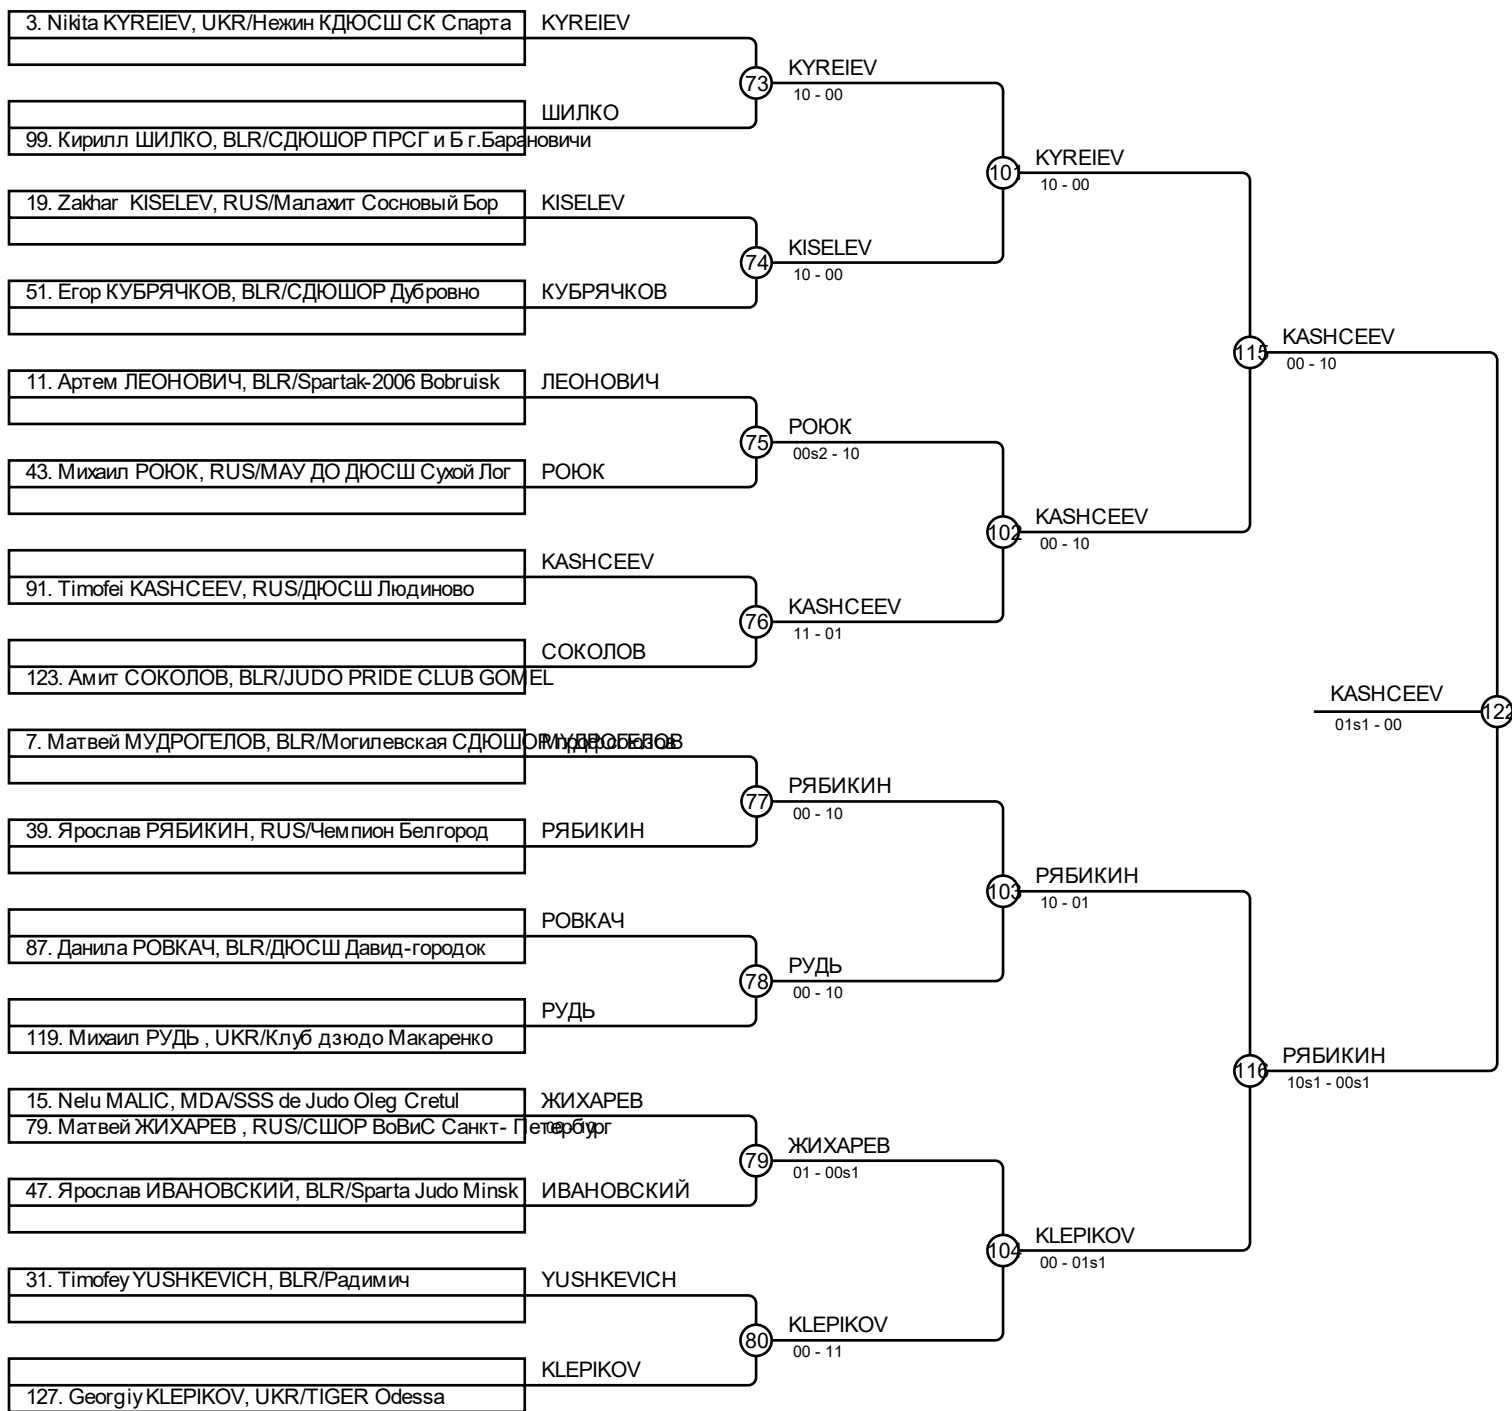 3. Nikita KYREIEV, UKR/Нежин КДЮСШ СК Спарта
KYREIEV
73
KYREIEV
10 - 00
ШИЛКО
99. Кирилл ШИЛКО, BLR/СДЮШОР ПРСГ и Б г.Барановичи
101
KYREIEV
10 - 00
19. Zakhar KISELEV, RUS/Малахит Сосновый Бор
KISELEV
74
KISELEV
10 - 00
51. Егор КУБРЯЧКОВ, BLR/СДЮШОР Дубровно
КУБРЯЧКОВ
115
KASHCEEV
00 - 10
11. Артем ЛЕОНОВИЧ, BLR/Spartak-2006 Bobruisk
ЛЕОНОВИЧ
75
РОЮК
00s2 - 10
43. Михаил РОЮК, RUS/МАУ ДО ДЮСШ Сухой Лог
РОЮК
102
KASHCEEV
00 - 10
KASHCEEV
91. Timofei KASHCEEV, RUS/ДЮСШ Людиново
76
KASHCEEV
11 - 01
СОКОЛОВ
123. Амит СОКОЛОВ, BLR/JUDO PRIDE CLUB GOMEL
KASHCEEV
122
01s1 - 00
7. Матвей МУДРОГЕЛОВ, BLR/Могилевская СДЮШОР профсоюзов
МУДРОГЕЛОВ
77
РЯБИКИН
00 - 10
39. Ярослав РЯБИКИН, RUS/Чемпион Белгород
РЯБИКИН
103
РЯБИКИН
10 - 01
РОВКАЧ
87. Данила РОВКАЧ, BLR/ДЮСШ Давид-городок
78
РУДЬ
00 - 10
РУДЬ
119. Михаил РУДЬ , UKR/Клуб дзюдо Макаренко
116
РЯБИКИН
10s1 - 00s1
15. Nelu MALIC, MDA/SSS de Judo Oleg Cretul
ЖИХАРЕВ
79. Матвей ЖИХАРЕВ , RUS/СШОР ВоВиС Санкт- Петербург
00 - 10
79
ЖИХАРЕВ
01 - 00s1
47. Ярослав ИВАНОВСКИЙ, BLR/Sparta Judo Minsk
ИВАНОВСКИЙ
104
KLEPIKOV
00 - 01s1
31. Timofey YUSHKEVICH, BLR/Радимич
YUSHKEVICH
80
KLEPIKOV
00 - 11
KLEPIKOV
127. Georgiy KLEPIKOV, UKR/TIGER Odessa